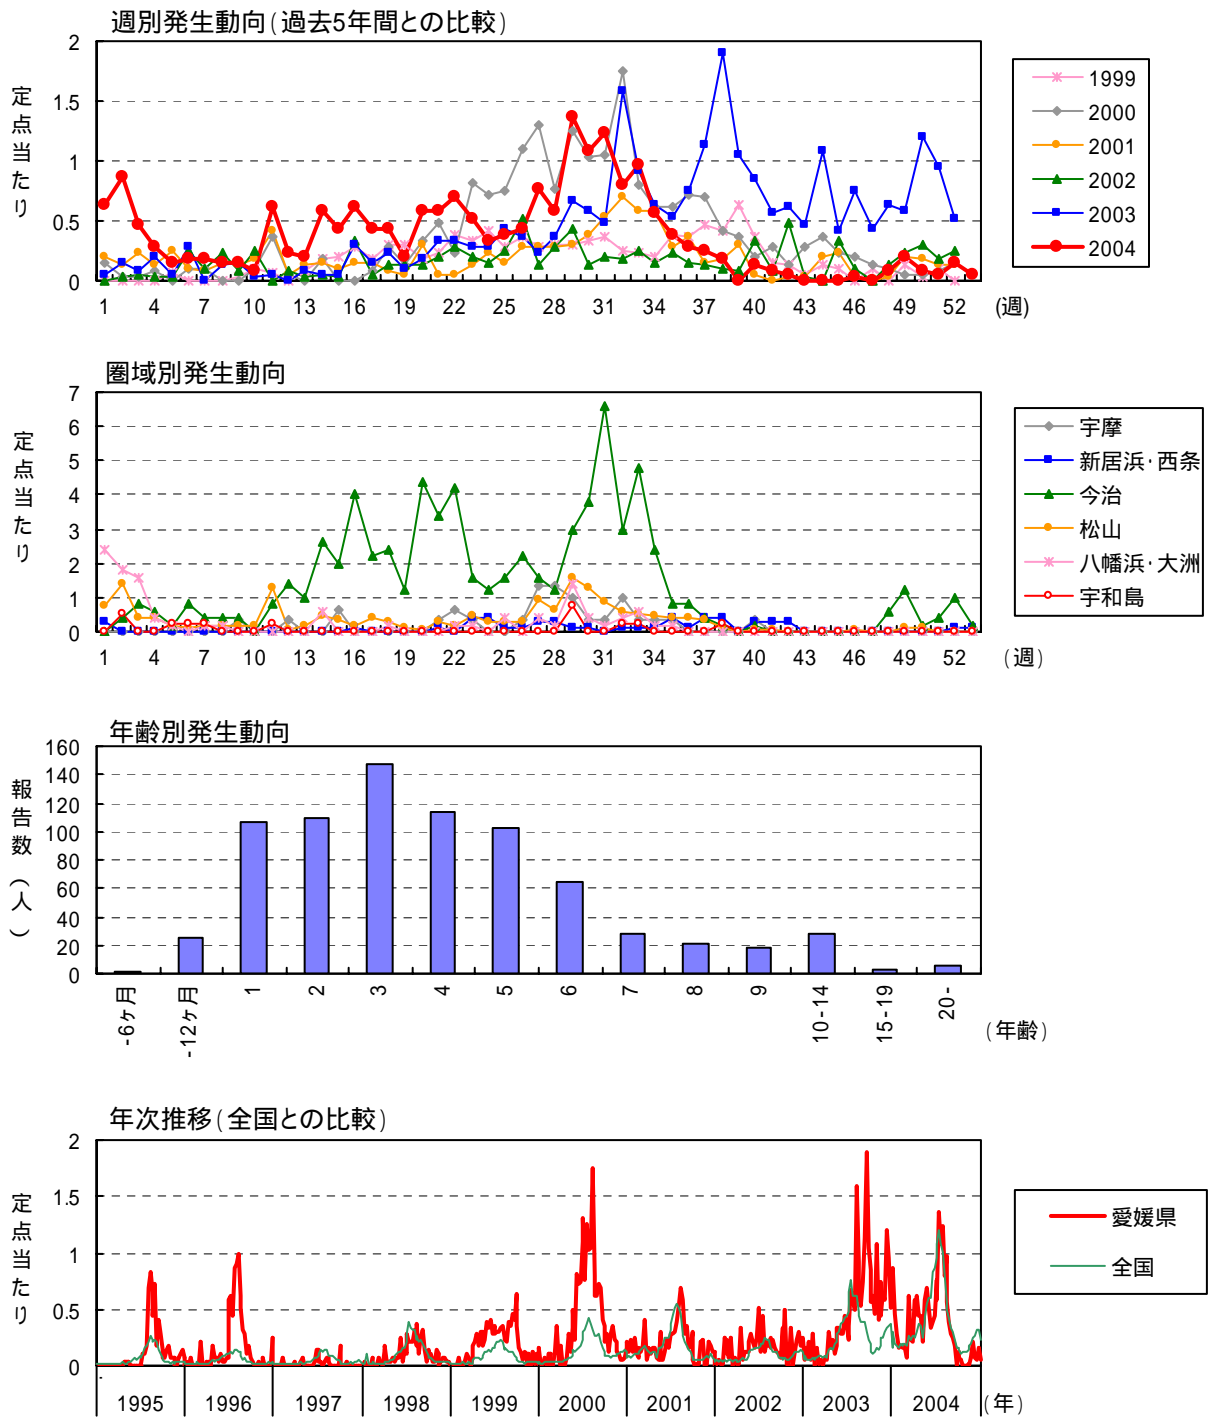 週別発生動向(過去5年間との比較)
2
1.5
1
0.5
0
定点当たり
1 4 7 10 13 16 19 22 25 28 31 34 37 40 43 46 49 52 (週)
1999
2000
2001
2002
2003
2004
圏域別発生動向
7
6
5
4
3
2
1
0
定点当たり
1 4 7 10 13 16 19 22 25 28 31 34 37 40 43 46 49 52 (週)
宇摩
新居浜・西条
今治
松山
八幡浜・大洲
宇和島
年齢別発生動向
160
140
120
100
80
60
40
20
0
報告数(人)
-6ヶ月 -12ヶ月 1 2 3 4 5 6 7 8 9 10-14 15-19 20- (年齢)
年次推移(全国との比較)
2
1.5
1
0.5
0
定点当たり
1995 1996 1997 1998 1999 2000 2001 2002 2003 2004 (年)
愛媛県
全国